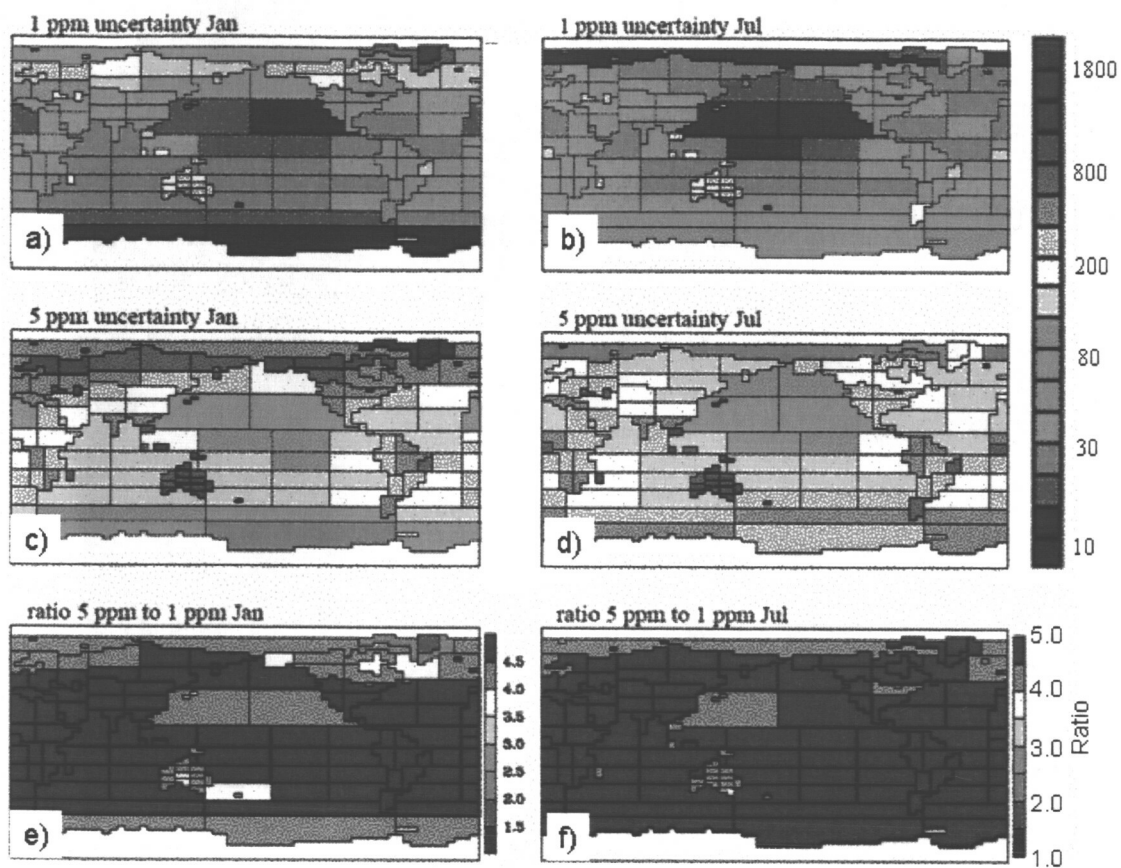 1 ppm uncertainty Jan
1 ppm uncertainty Jul
a)
b)
1800
800
200
80
30
10
5 ppm uncertainty Jan
5 ppm uncertainty Jul
c)
d)
ratio 5 ppm to 1 ppm Jan
ratio 5 ppm to 1 ppm Jul
e)
4.5
4.0
3.5
3.0
2.5
2.0
1.5
f)
5.0
4.0
3.0
2.0
1.0
Ratio